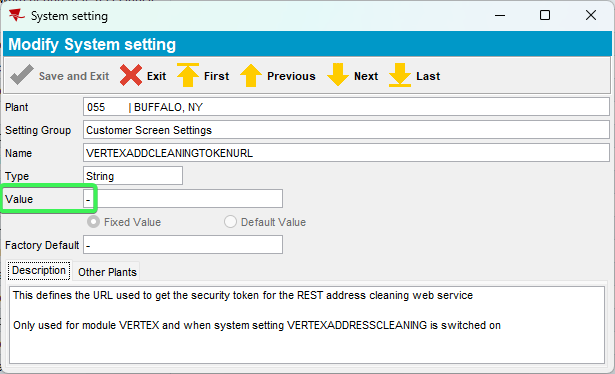 System setting
Modify System setting
Save and Exit Exit First Previous Next Last
Plant 055 | BUFFALO, NY
Setting Group Customer Screen Settings
Name VERTEXADDCLEANINGTOKENURL
Type String
Value -
Fixed Value Default Value
Factory Default -
Description Other Plants
This defines the URL used to get the security token for the REST address cleaning web service
Only used for module VERTEX and when system setting VERTEXADDRESSCLEANING is switched on